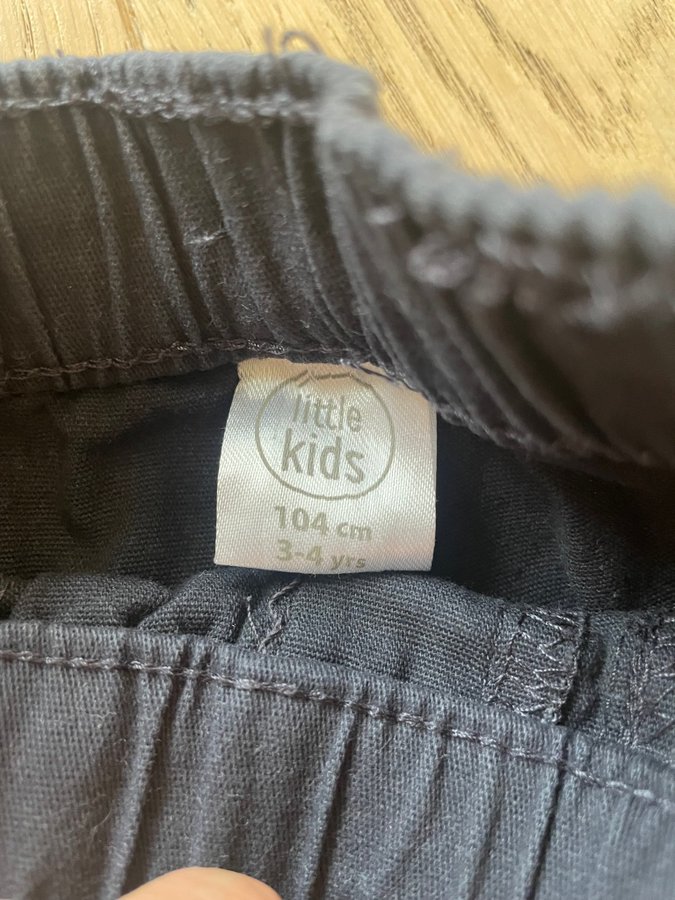 little
kids
104 cm
3-4 yrs